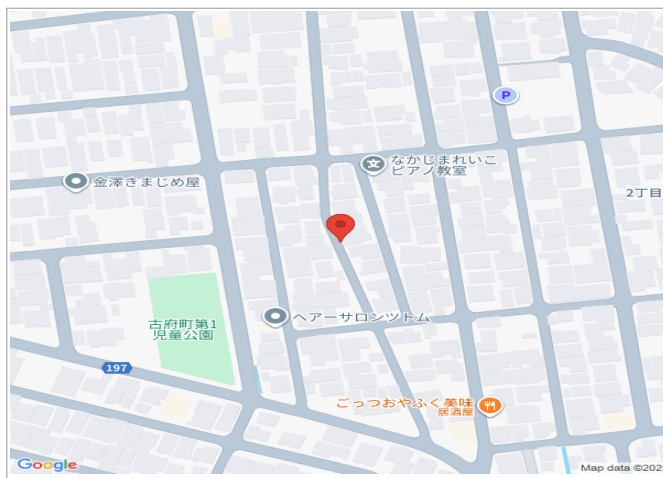 P
なかじまれいこ
ピアノ教室
金澤きまじめ屋
2丁目
古府町第1
児童公園
ヘアーサロンツトム
197
ごっつおやふく美味
居酒屋
Google
Map data ©202